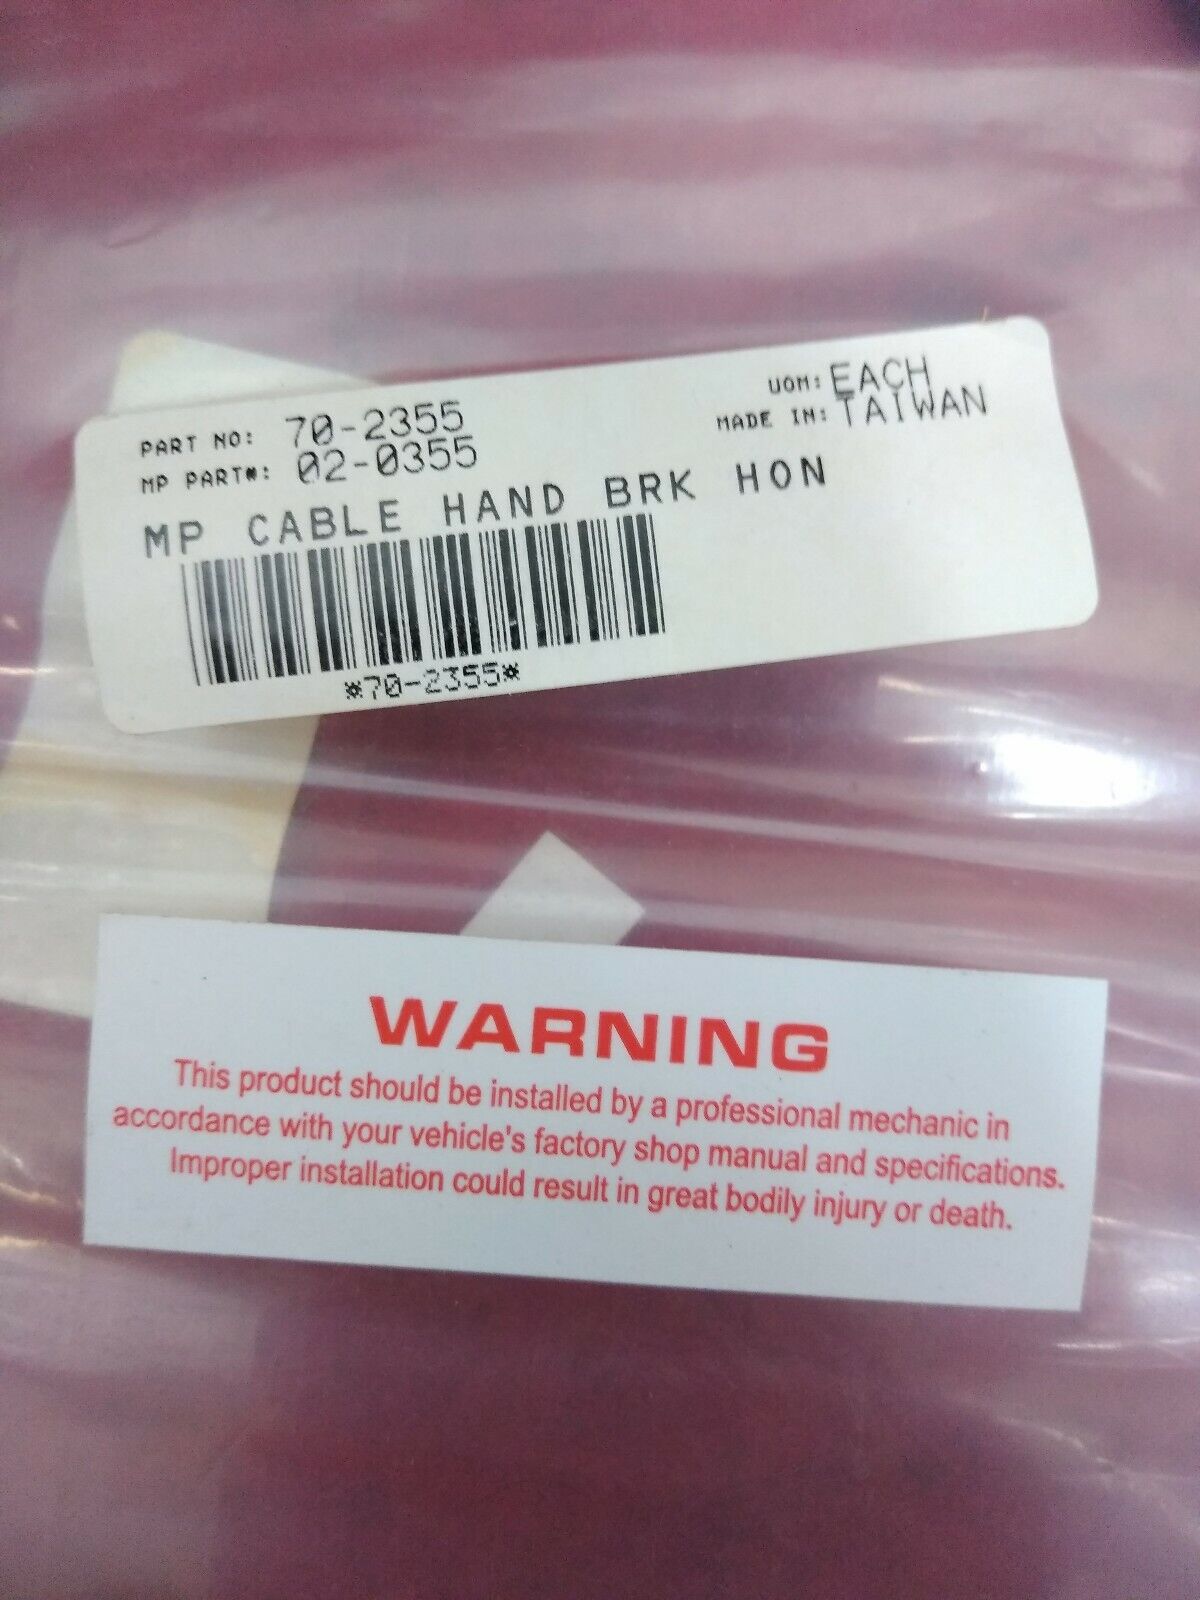 PART NO: 70-2355
UOM: EACH
MP PART#: 02-0355
MADE IN: TAIWAN
MP CABLE HAND BRK HON
*70-2355*
WARNING
This product should be installed by a professional mechanic in
accordance with your vehicle's factory shop manual and specifications.
Improper installation could result in great bodily injury or death.